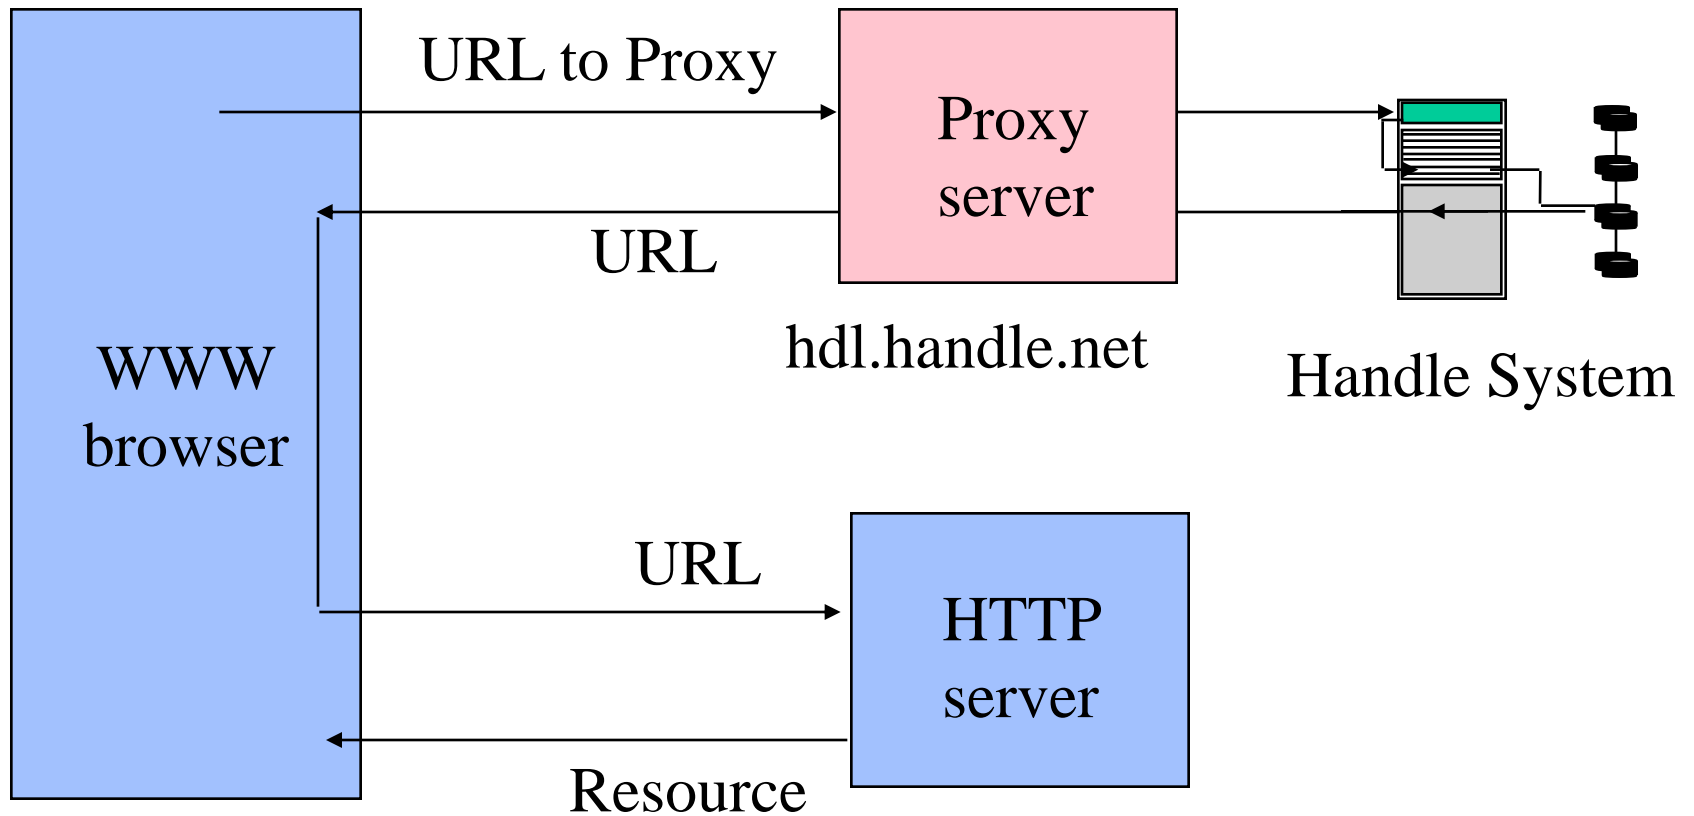 URL to Proxy
Proxy
server
URL
hdl.handle.net
Handle System
WWW
browser
URL
HTTP
server
Resource